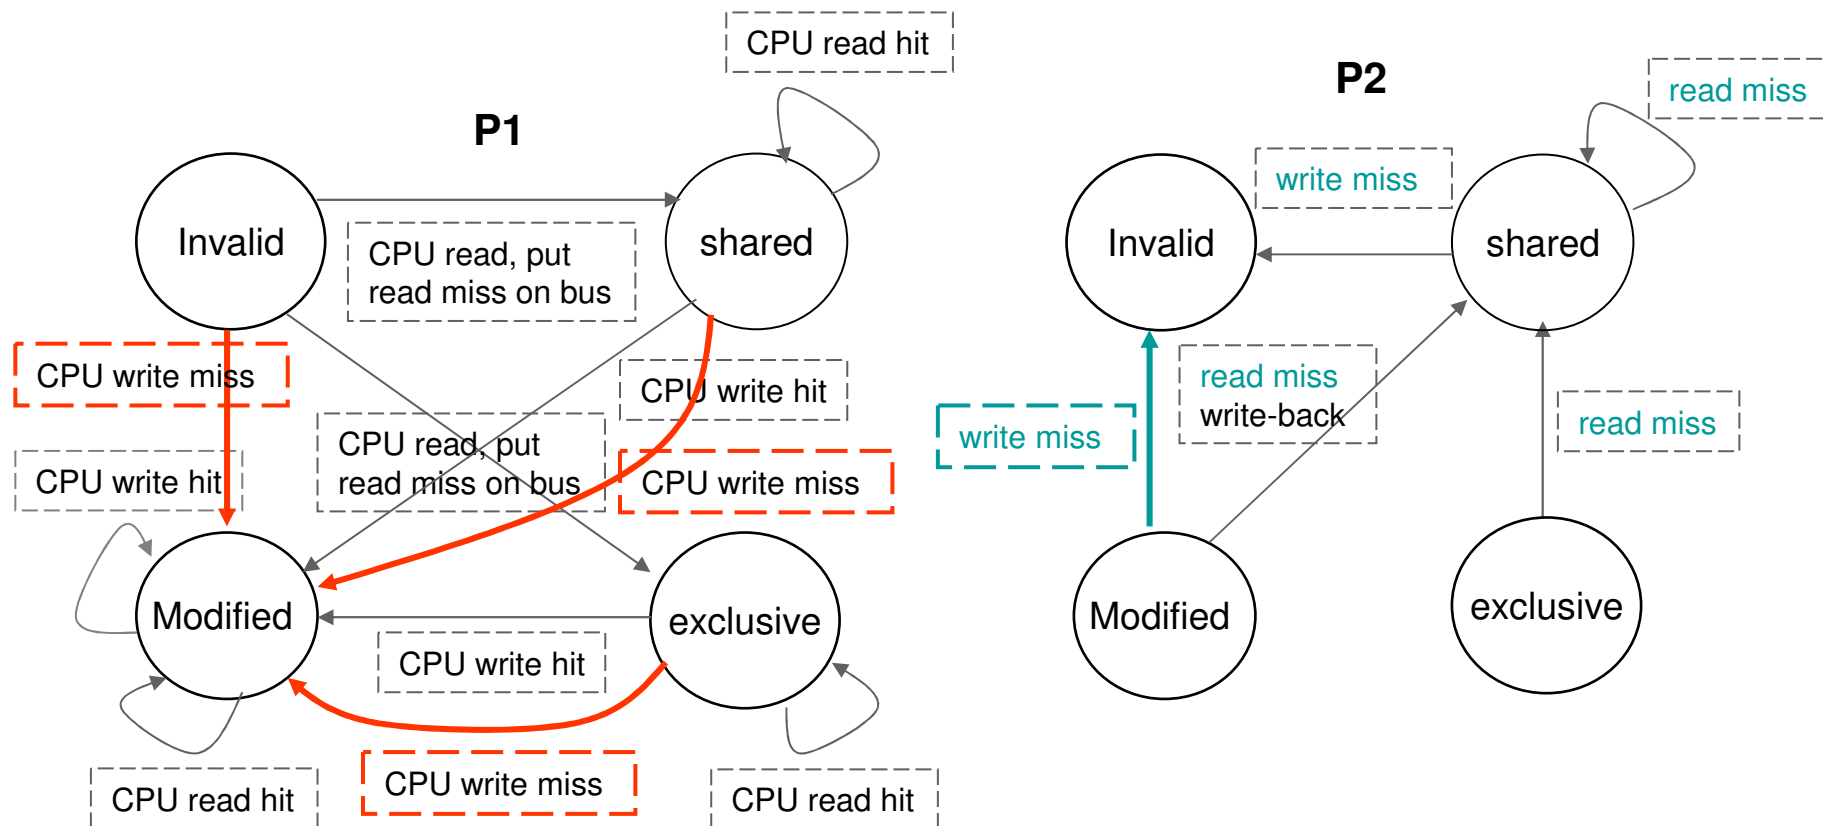 CPU read hit
P1
P2
read miss
Invalid
shared
CPU read, put
read miss on bus
write miss
Invalid
shared
CPU write miss
CPU write hit
read miss
write-back
write miss
read miss
CPU read, put
read miss on bus
CPU write hit
CPU write miss
Modified
exclusive
CPU write hit
Modified
exclusive
CPU read hit
CPU write miss
CPU read hit